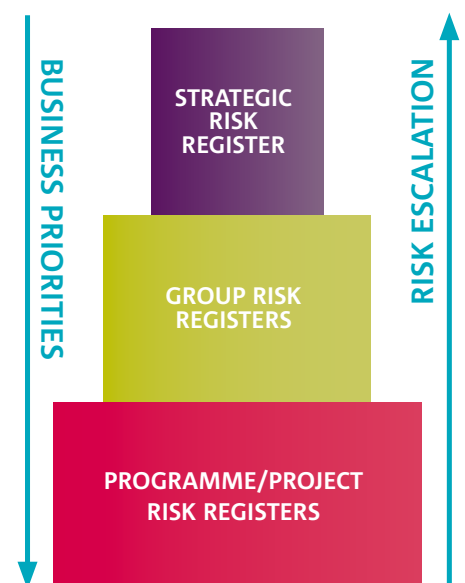 BUSINESS PRIORITIES
STRATEGIC
RISK
REGISTER
RISK ESCALATION
GROUP RISK
REGISTERS
PROGRAMME/PROJECT
RISK REGISTERS